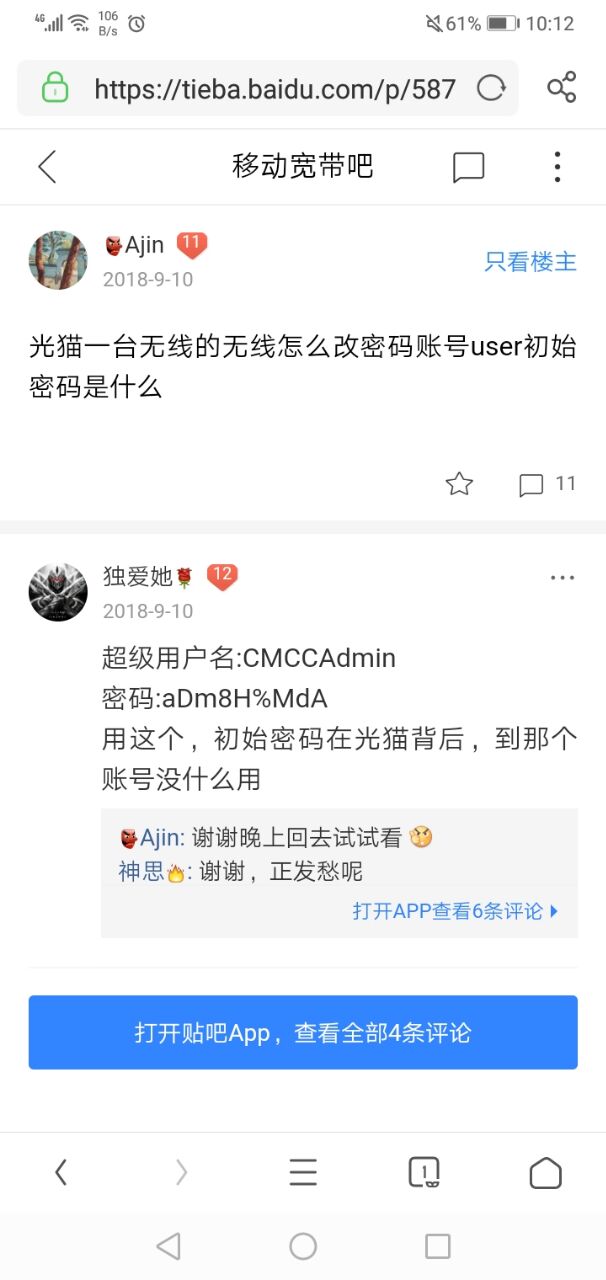 4G 106 B/s 61% 10:12
https://tieba.baidu.com/p/587
移动宽带吧
Ajin 11
2018-9-10
只看楼主
光猫一台无线的无线怎么改密码账号user初始
密码是什么
11
独爱她 12
2018-9-10
超级用户名:CMCCAdmin
密码:aDm8H%MdA
用这个，初始密码在光猫背后，到那个
账号没什么用
Ajin: 谢谢晚上回去试试看
神思: 谢谢，正发愁呢
打开APP查看6条评论
打开贴吧App，查看全部4条评论
1